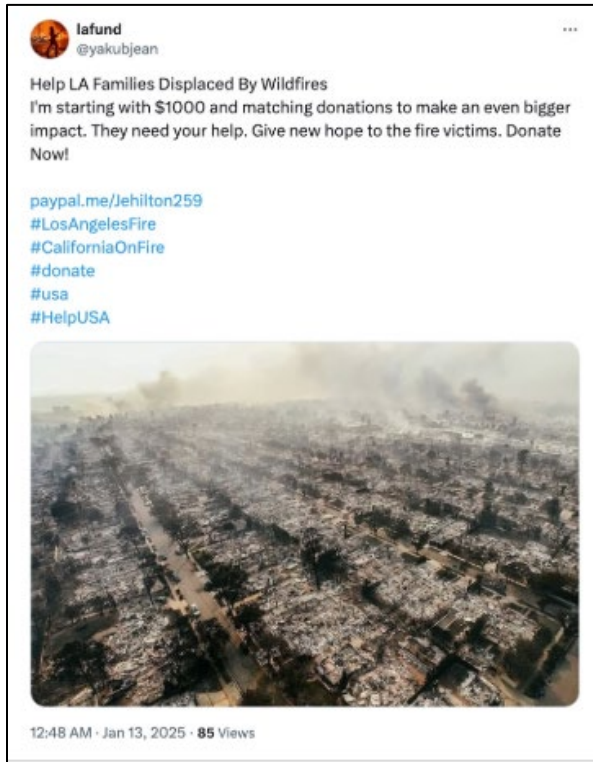 lafund
@yakubjean
Help LA Families Displaced By Wildfires
I'm starting with $1000 and matching donations to make an even bigger
impact. They need your help. Give new hope to the fire victims. Donate
Now!
paypal.me/Jehilton259
#LosAngelesFire
#CaliforniaOnFire
#donate
#usa
#HelpUSA
12:48 AM · Jan 13, 2025 · 85 Views